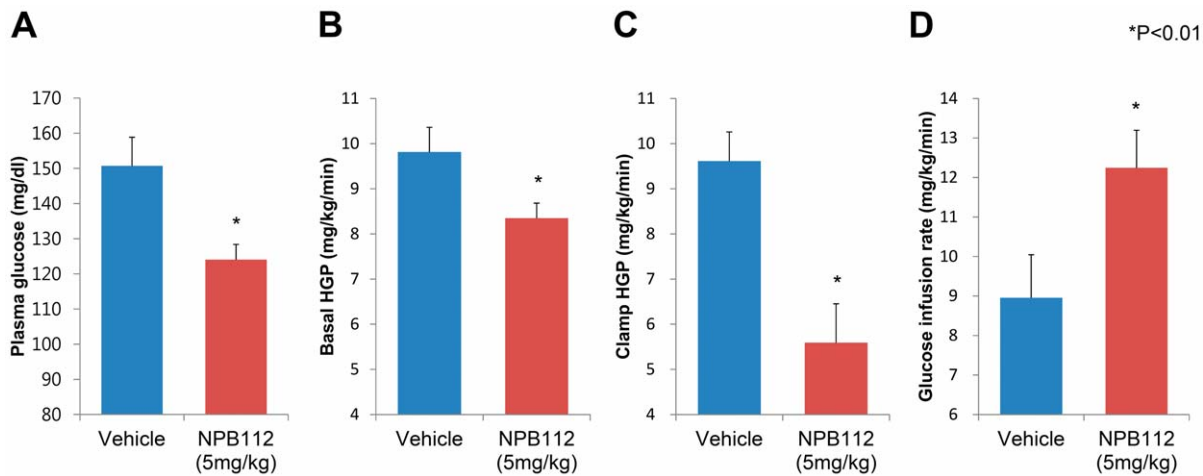 A
B
C
D
*P<0.01
Plasma glucose (mg/dl)
170
160
150
140
130
120
110
100
90
80
*
Vehicle
NPB112
(5mg/kg)
Basal HGP (mg/kg/min)
11
10
9
8
7
6
5
4
*
Vehicle
NPB112
(5mg/kg)
Clamp HGP (mg/kg/min)
11
10
9
8
7
6
5
4
*
Vehicle
NPB112
(5mg/kg)
Glucose infusion rate (mg/kg/min)
14
13
12
11
10
9
8
7
6
*
Vehicle
NPB112
(5mg/kg)